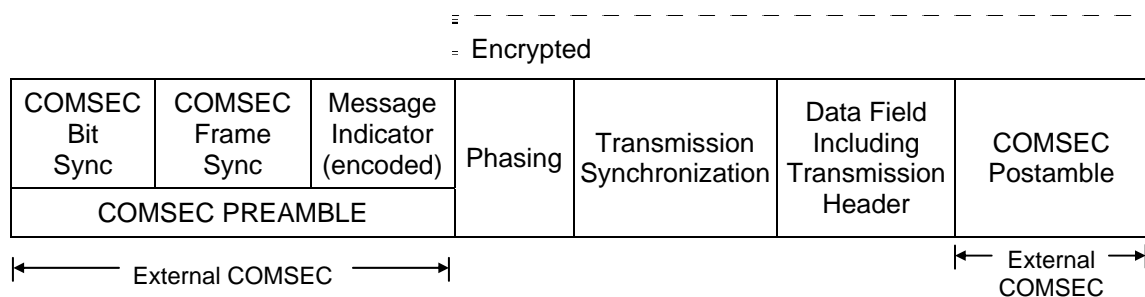 Encrypted
COMSEC
Bit
Sync
COMSEC
Frame
Sync
Message
Indicator
(encoded)
Phasing
Transmission
Synchronization
Data Field
Including
Transmission
Header
COMSEC
Postamble
COMSEC PREAMBLE
External COMSEC
External
COMSEC